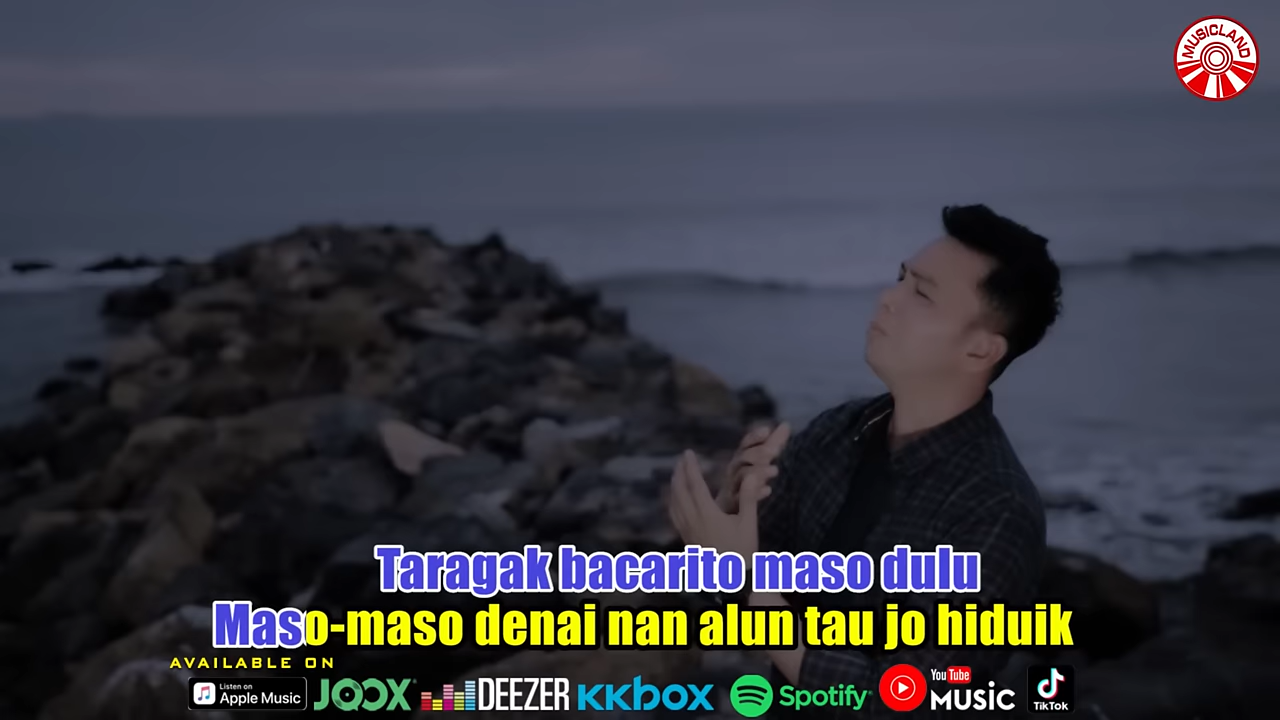 MUSICLAND
Taragak bacarito maso dulu
Maso-maso denai nan alun tau jo hiduik
AVAILABLE ON
Listen on Apple Music JOOX DEEZER KKBOX Spotify YouTube MUSIC TikTok